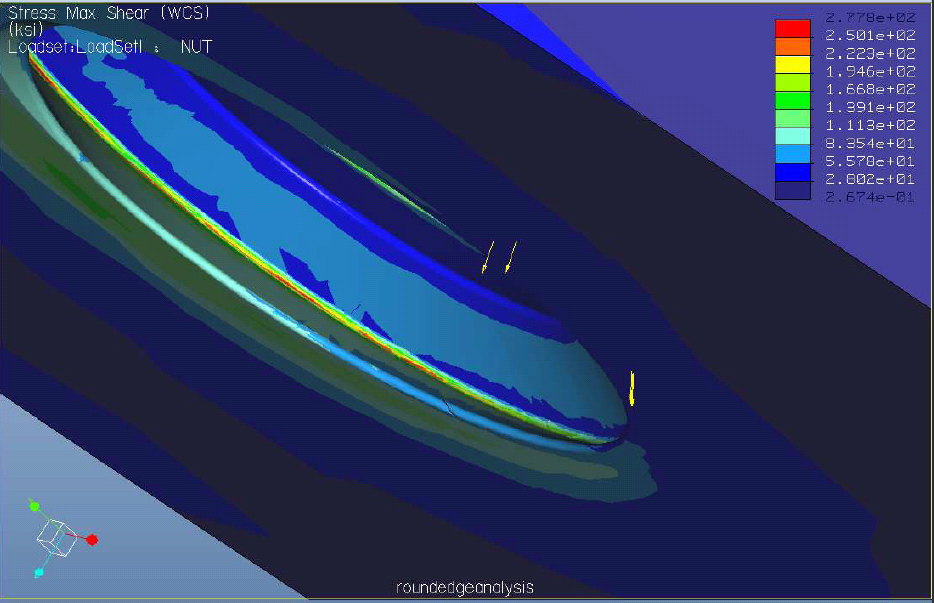 Stress Max Shear (WCS)
(ksi)
Loadset:LoadSet1 : NUT
2.778e+02
2.501e+02
2.223e+02
1.946e+02
1.668e+02
1.391e+02
1.113e+02
8.354e+01
5.578e+01
2.802e+01
2.674e-01
roundedgeanalysis